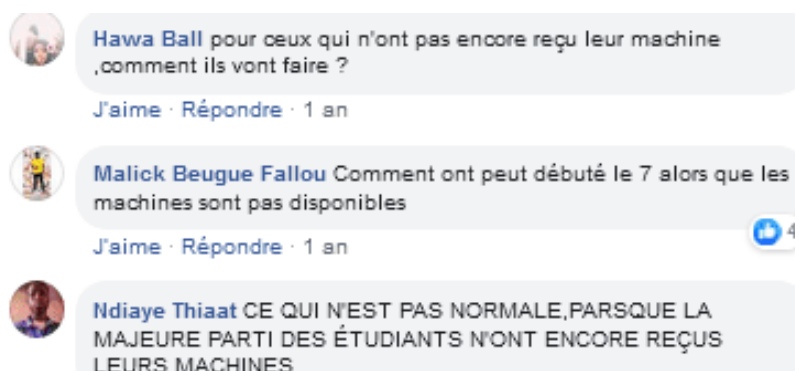 Hawa Ball pour ceux qui n'ont pas encore reçu leur machine
,comment ils vont faire ?
J'aime · Répondre · 1 an
Malick Beugue Fallou Comment ont peut débuté le 7 alors que les
machines sont pas disponibles
4
J'aime · Répondre · 1 an
Ndiaye Thiaat CE QUI N'EST PAS NORMALE,PARSQUE LA
MAJEURE PARTI DES ÉTUDIANTS N'ONT ENCORE REÇUS
LEURS MACHINES